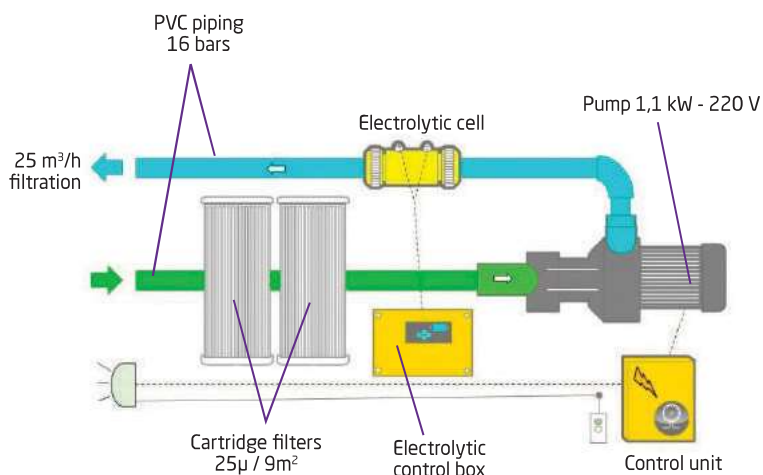 PVC piping
16 bars
Electrolytic cell
Pump 1,1 kW - 220 V
25 m³/h
filtration
Cartridge filters
25µ / 9m²
Electrolytic
control box
Control unit